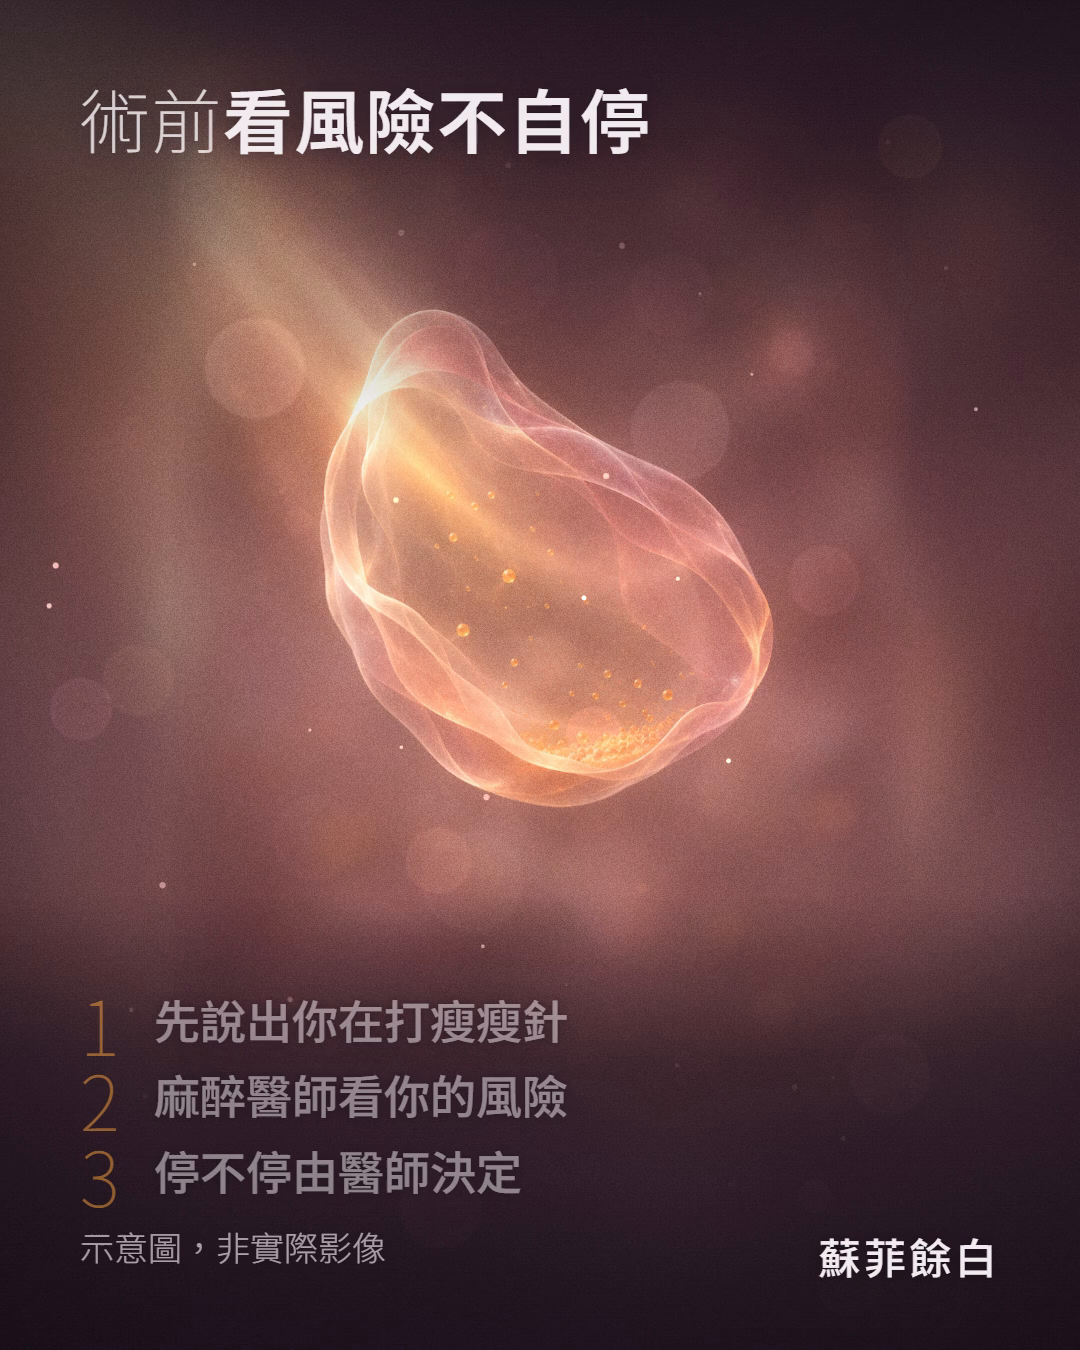 術前看風險不自停
1 先說出你在打瘦瘦針
2 麻醉醫師看你的風險
3 停不停由醫師決定
示意圖，非實際影像
蘇菲餘白